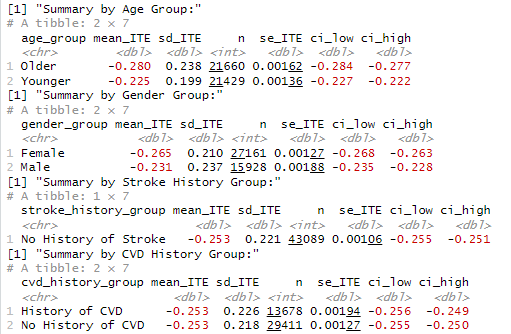 [1] "Summary by Age Group:"
# A tibble: 2 × 7
age_group mean_ITE sd_ITE n se_ITE ci_low ci_high
<chr> <dbl> <dbl> <int> <dbl> <dbl> <dbl>
1 Older -0.280 0.238 21660 0.00162 -0.284 -0.277
2 Younger -0.225 0.199 21429 0.00136 -0.227 -0.222
[1] "Summary by Gender Group:"
# A tibble: 2 × 7
gender_group mean_ITE sd_ITE n se_ITE ci_low ci_high
<chr> <dbl> <dbl> <int> <dbl> <dbl> <dbl>
1 Female -0.265 0.210 27161 0.00127 -0.268 -0.263
2 Male -0.231 0.237 15928 0.00188 -0.235 -0.228
[1] "Summary by Stroke History Group:"
# A tibble: 1 × 7
stroke_history_group mean_ITE sd_ITE n se_ITE ci_low ci_high
<chr> <dbl> <dbl> <int> <dbl> <dbl> <dbl>
1 No History of Stroke -0.253 0.221 43089 0.00106 -0.255 -0.251
[1] "Summary by CVD History Group:"
# A tibble: 2 × 7
cvd_history_group mean_ITE sd_ITE n se_ITE ci_low ci_high
<chr> <dbl> <dbl> <int> <dbl> <dbl> <dbl>
1 History of CVD -0.253 0.226 13678 0.00194 -0.256 -0.249
2 No History of CVD -0.253 0.218 29411 0.00127 -0.255 -0.250